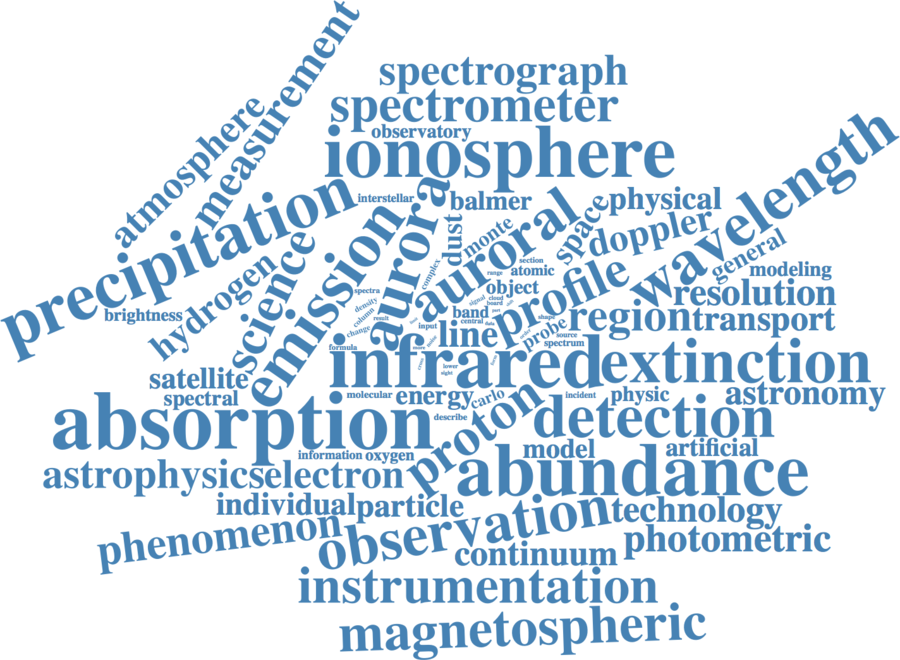 measurement
atmosphere
spectrograph
spectrometer
observatory
ionosphere
wavelength
precipitation
interstellar
balmer
physical
aurora
auroral
space
doppler
dust
monte
general
emission
science
hydrogen
complex
section
range
atomic
modeling
profile
object
resolution
spectra
density
signal
cloud
board
column
part
band
brightness
result
central
data
shape
region
transport
change
input
line
probe
source
spectrum
formula
infrared
extinction
lower
sight
satellite
spectral
molecular
energy
carlo
incident
physic
astronomy
absorption
describe
proton
detection
information
oxygen
model
artificial
astrophysics
electron
abundance
individual
particle
observation
technology
phenomenon
continuum
photometric
instrumentation
magnetospheric